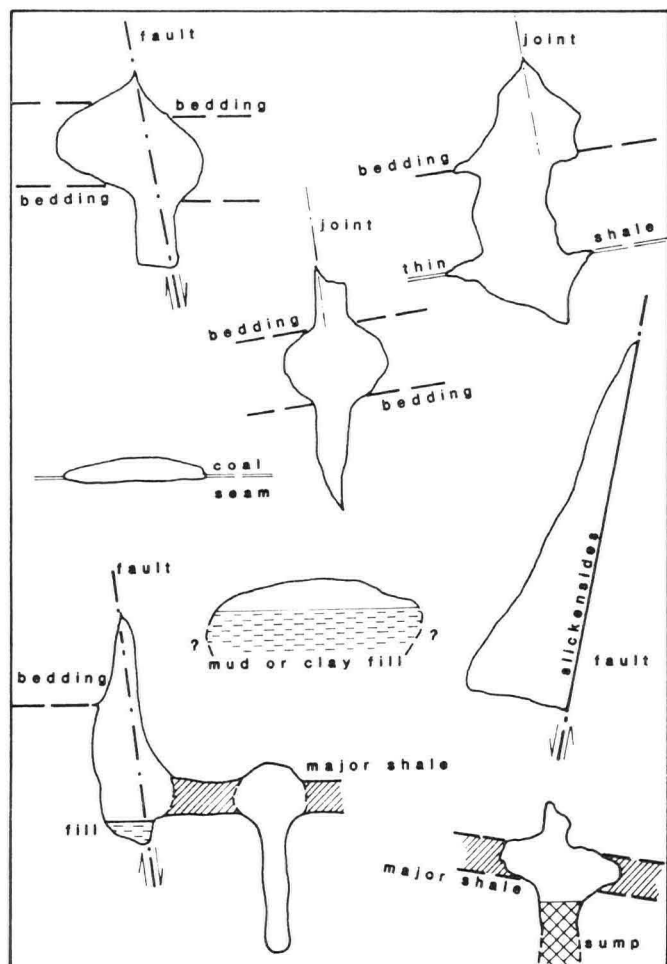 fault
joint
bedding
bedding
bedding
joint
shale
thin
bedding
bedding
coal
seam
slickensides
fault
fault
? ?
mud or clay fill
bedding
major shale
fill
major shale
sump